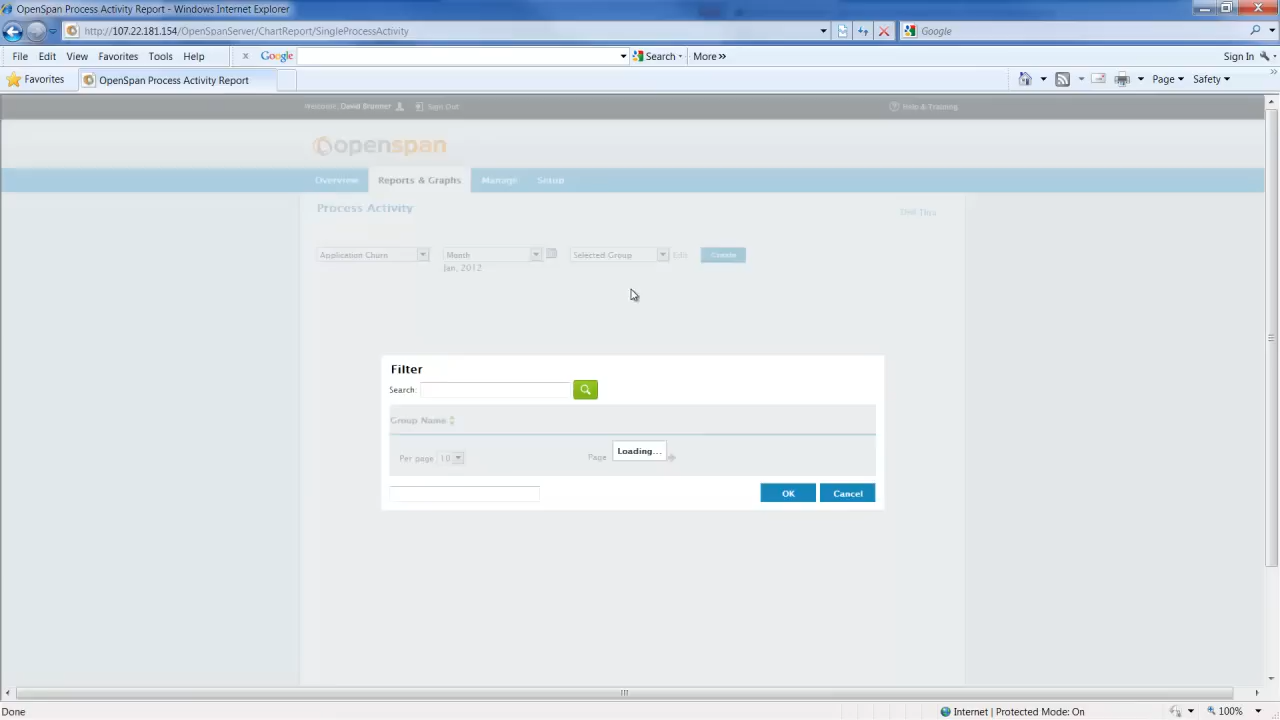 OpenSpan Process Activity Report - Windows Internet Explorer
http://107.22.181.154/OpenSpanServer/ChartReport/SingleProcessActivity
Google
File Edit View Favorites Tools Help x Google Search More »
Sign In
Favorites OpenSpan Process Activity Report
Page Safety »
Welcome, David Brunner Sign Out
Help & Training
openspan
Overview Reports & Graphs Manage Setup
Process Activity
Application Churn Month Selected Group Edit Create
Jan, 2012
Filter
Search:
Group Name
Per page 10 Page Loading...
OK Cancel
Done
Internet | Protected Mode: On
100%